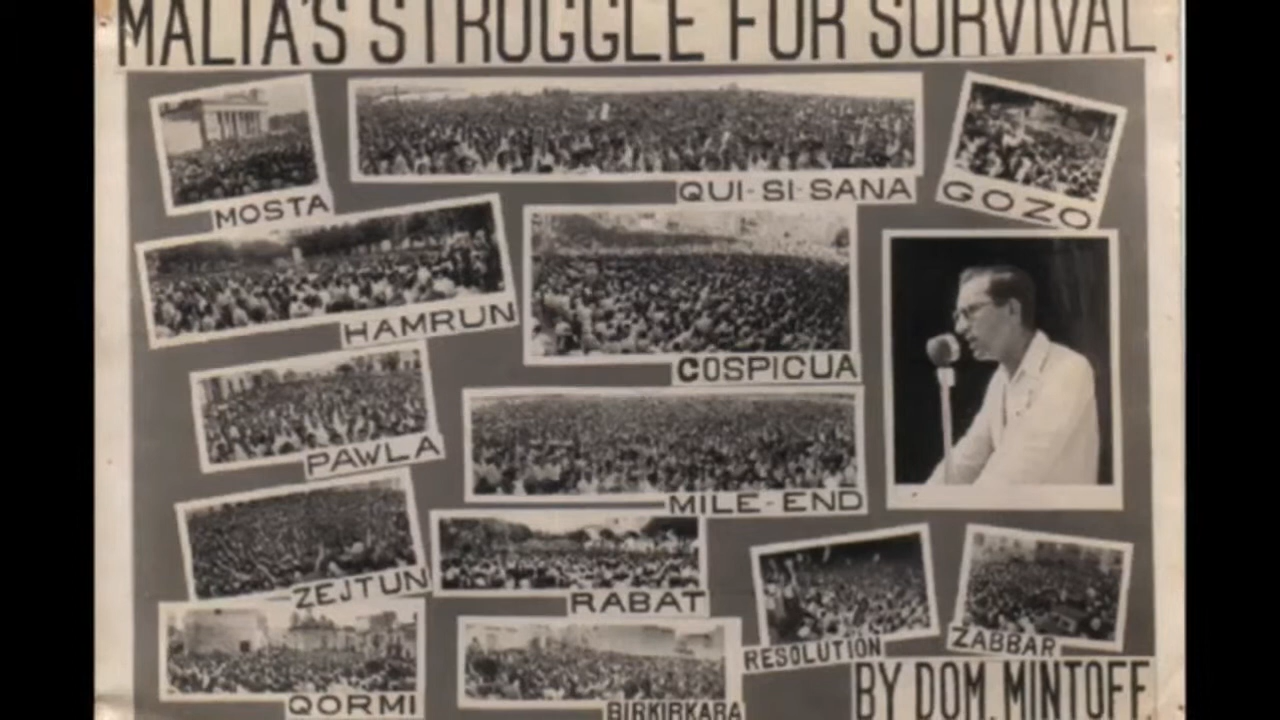 MALTA'S STRUGGLE FOR SURVIVAL
MOSTA
QUI-SI-SANA
GOZO
HAMRUN
COSPICUA
PAWLA
MILE-END
ZEJTUN
RABAT
RESOLUTION
ZABBAR
QORMI
BIRKIRKARA
BY DOM. MINTOFF